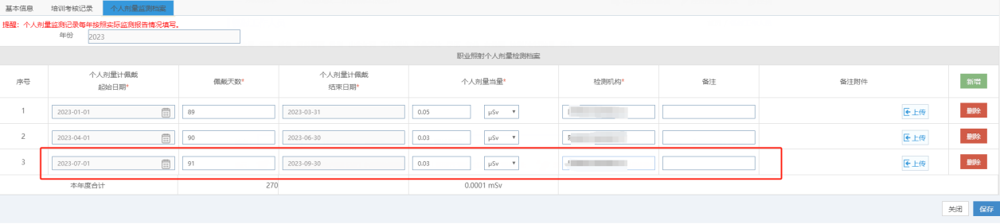 基本信息 培训考核记录 个人剂量监测档案
提醒：个人剂量监测记录每年按照实际监测报告情况填写。
年份 2023
职业照射个人剂量检测档案
序号 个人剂量计佩戴起始日期* 佩戴天数* 个人剂量计佩戴结束日期* 个人剂量当量* 检测机构* 备注 备注附件 新增
1 2023-01-01 89 2023-03-31 0.05 μSv 上传 删除
2 2023-04-01 90 2023-06-30 0.03 μSv 上传 删除
3 2023-07-01 91 2023-09-30 0.03 μSv 上传 删除
本年度合计 270 0.0001 mSv
关闭 保存